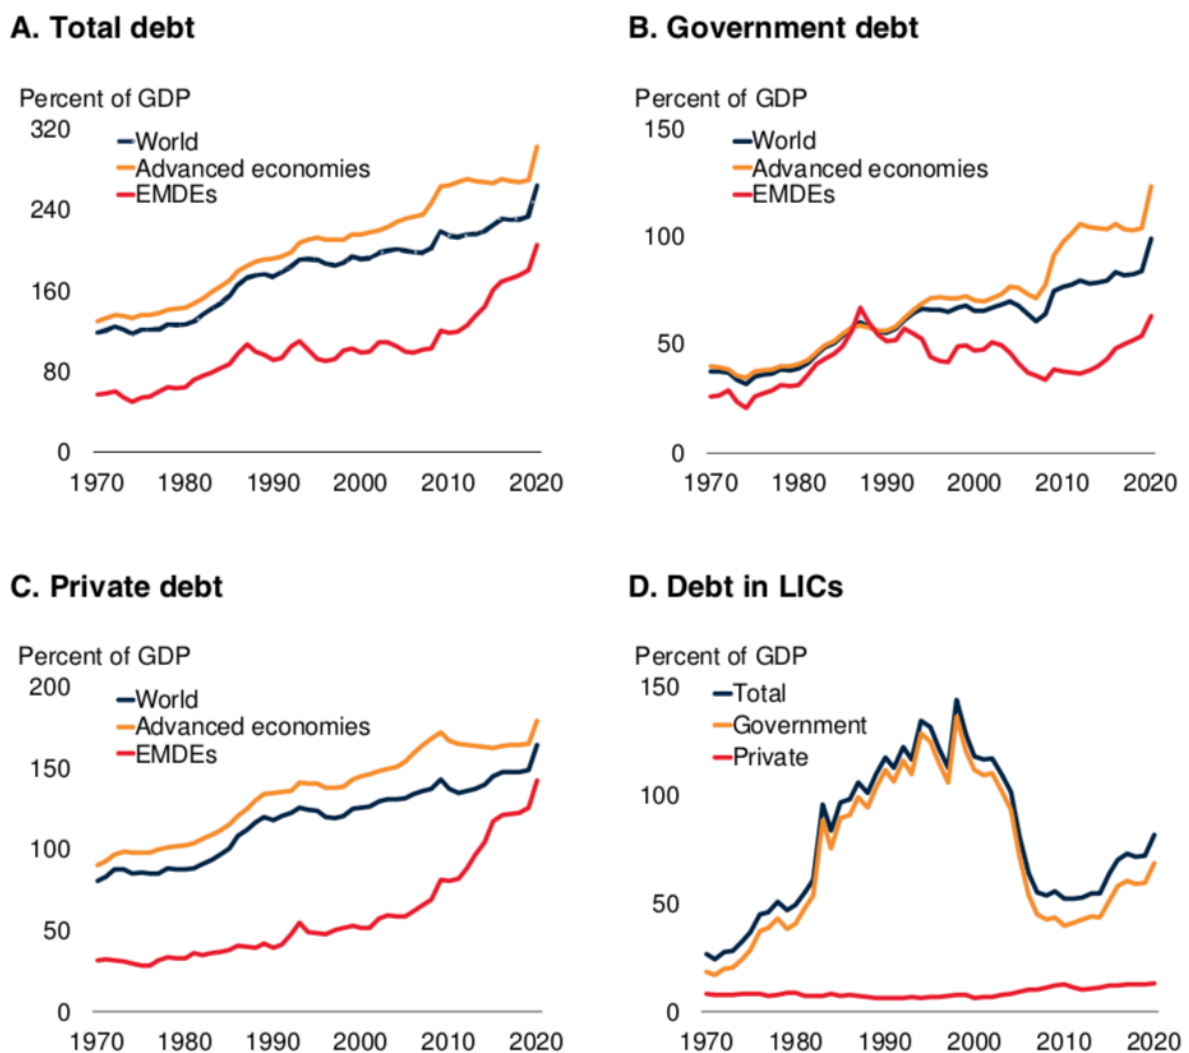 A. Total debt
Percent of GDP
320
World
Advanced economies
EMDEs
240
160
80
0
1970 1980 1990 2000 2010 2020
B. Government debt
Percent of GDP
150
World
Advanced economies
EMDEs
100
50
0
1970 1980 1990 2000 2010 2020
C. Private debt
Percent of GDP
200
World
Advanced economies
EMDEs
150
100
50
0
1970 1980 1990 2000 2010 2020
D. Debt in LICs
Percent of GDP
150
Total
Government
Private
100
50
0
1970 1980 1990 2000 2010 2020